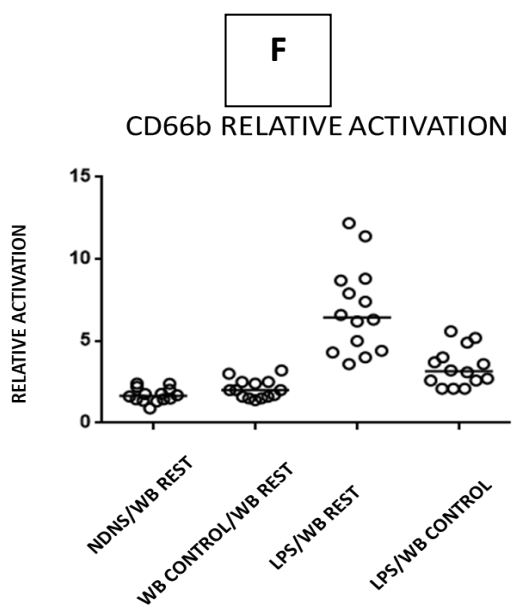 F
CD66b RELATIVE ACTIVATION
RELATIVE ACTIVATION
15
10
5
0
NDNS/WB REST
WB CONTROL/WB REST
LPS/WB REST
LPS/WB CONTROL